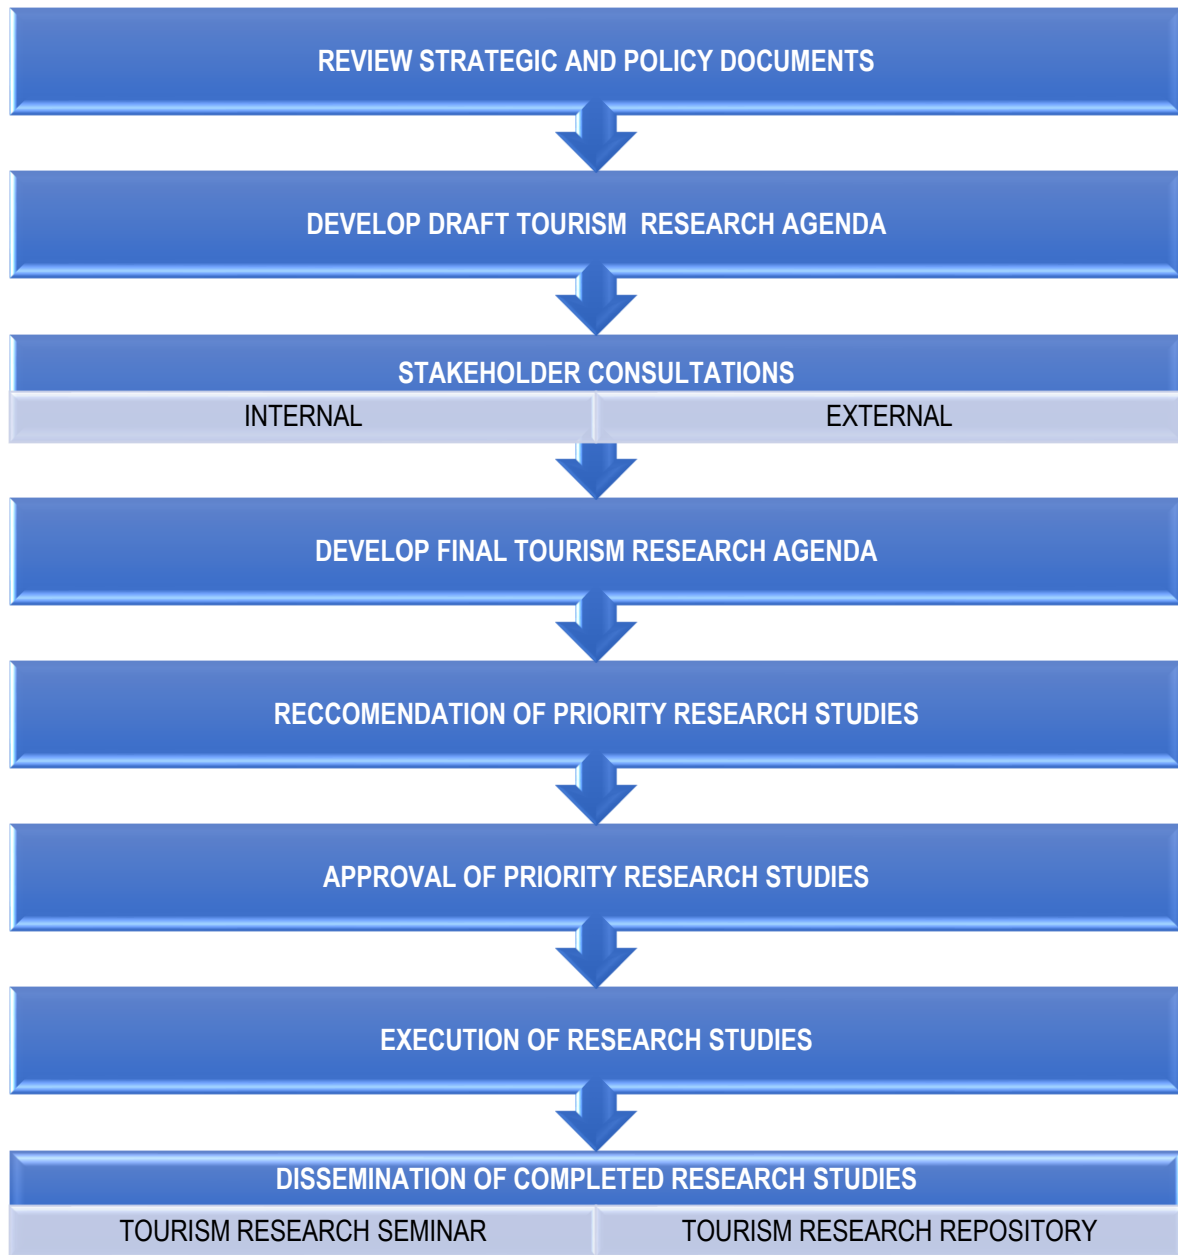 REVIEW STRATEGIC AND POLICY DOCUMENTS
DEVELOP DRAFT TOURISM RESEARCH AGENDA
STAKEHOLDER CONSULTATIONS
INTERNAL
EXTERNAL
DEVELOP FINAL TOURISM RESEARCH AGENDA
RECCOMENDATION OF PRIORITY RESEARCH STUDIES
APPROVAL OF PRIORITY RESEARCH STUDIES
EXECUTION OF RESEARCH STUDIES
DISSEMINATION OF COMPLETED RESEARCH STUDIES
TOURISM RESEARCH SEMINAR
TOURISM RESEARCH REPOSITORY